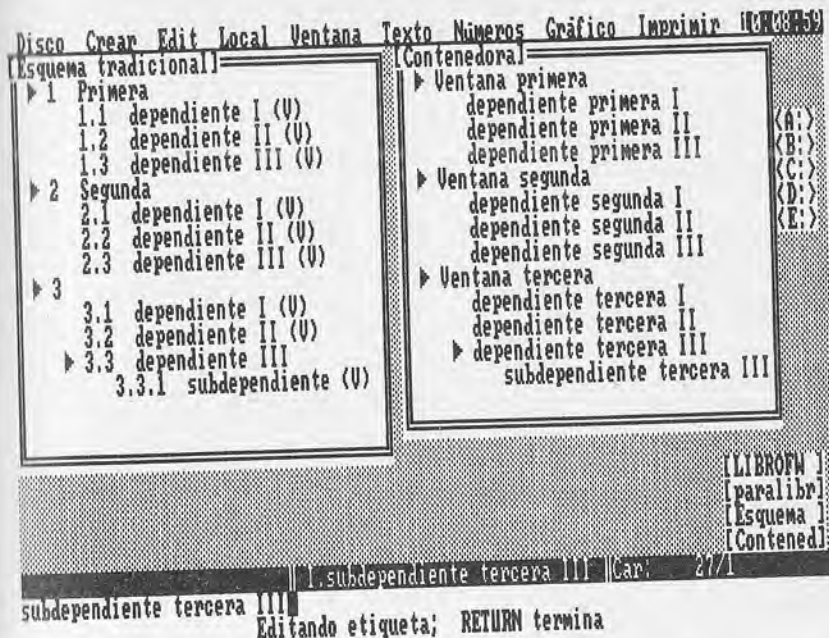 Disco Crear Edit Local Ventana Texto Números Gráfico Imprimir
[Esquema tradicional]
1 Primera
1.1 dependiente I (V)
1.2 dependiente II (V)
1.3 dependiente III (V)
2 Segunda
2.1 dependiente I (V)
2.2 dependiente II (V)
2.3 dependiente III (V)
3
3.1 dependiente I (V)
3.2 dependiente II (V)
3.3 dependiente III
3.3.1 subdependiente (V)
[Contenedora]
Ventana primera
dependiente primera I
dependiente primera II
dependiente primera III
Ventana segunda
dependiente segunda I
dependiente segunda II
dependiente segunda III
Ventana tercera
dependiente tercera I
dependiente tercera II
dependiente tercera III
subdependiente tercera III
<A:>
<B:>
<C:>
<D:>
<E:>
[LIBROFW ]
[paralibr]
[Esquema ]
[Contened]
1.subdependiente tercera III Car: 27/1
subdependiente tercera III
Editando etiqueta; RETURN termina